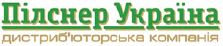 Пілснер Україна
дистриб'юторська компанія